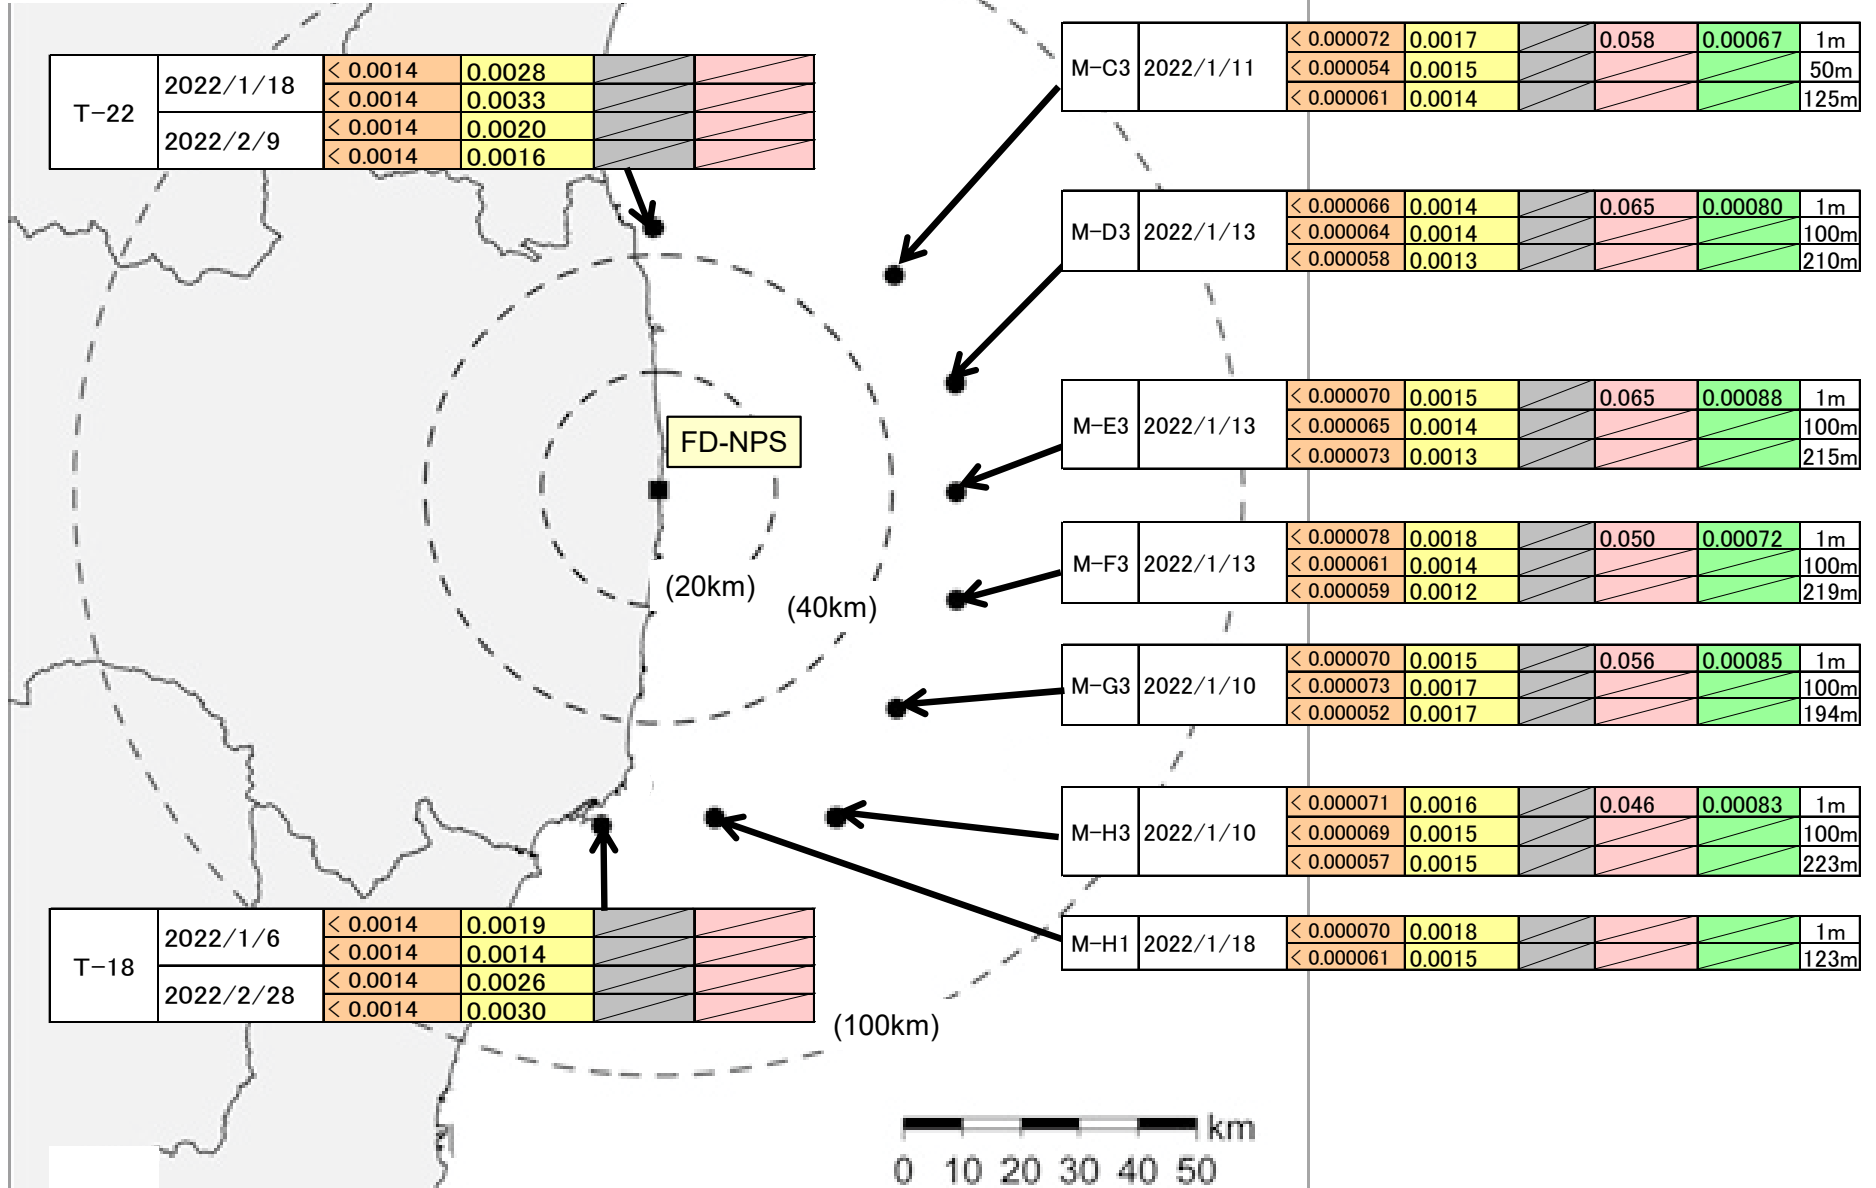 T-22
2022/1/18
< 0.0014 0.0028
< 0.0014 0.0033
2022/2/9
< 0.0014 0.0020
< 0.0014 0.0016
M-C3 2022/1/11
< 0.000072 0.0017 0.058 0.00067 1m
< 0.000054 0.0015 50m
< 0.000061 0.0014 125m
M-D3 2022/1/13
< 0.000066 0.0014 0.065 0.00080 1m
< 0.000064 0.0014 100m
< 0.000058 0.0013 210m
M-E3 2022/1/13
< 0.000070 0.0015 0.065 0.00088 1m
< 0.000065 0.0014 100m
< 0.000073 0.0013 215m
FD-NPS
(20km)
(40km)
M-F3 2022/1/13
< 0.000078 0.0018 0.050 0.00072 1m
< 0.000061 0.0014 100m
< 0.000059 0.0012 219m
M-G3 2022/1/10
< 0.000070 0.0015 0.056 0.00085 1m
< 0.000073 0.0017 100m
< 0.000052 0.0017 194m
M-H3 2022/1/10
< 0.000071 0.0016 0.046 0.00083 1m
< 0.000069 0.0015 100m
< 0.000057 0.0015 223m
M-H1 2022/1/18
< 0.000070 0.0018 1m
< 0.000061 0.0015 123m
T-18
2022/1/6
< 0.0014 0.0019
< 0.0014 0.0014
2022/2/28
< 0.0014 0.0026
< 0.0014 0.0030
(100km)
km
0 10 20 30 40 50